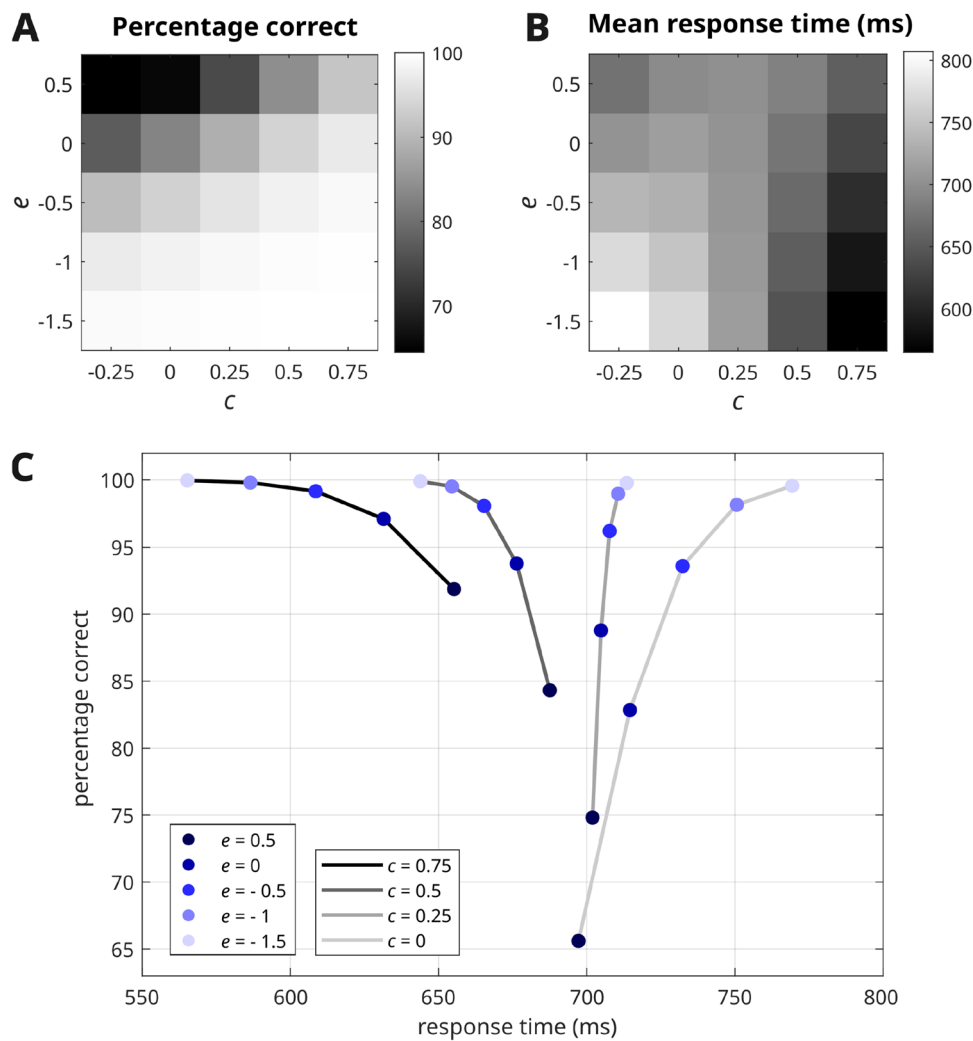 A
Percentage correct
0.5
0
-0.5
-1
-1.5
e
-0.25 0 0.25 0.5 0.75
c
100
90
80
70
B
Mean response time (ms)
0.5
0
-0.5
-1
-1.5
e
-0.25 0 0.25 0.5 0.75
c
800
750
700
650
600
C
100
95
90
85
80
75
70
65
percentage correct
e = 0.5
e = 0
e = - 0.5
e = - 1
e = - 1.5
c = 0.75
c = 0.5
c = 0.25
c = 0
550 600 650 700 750 800
response time (ms)